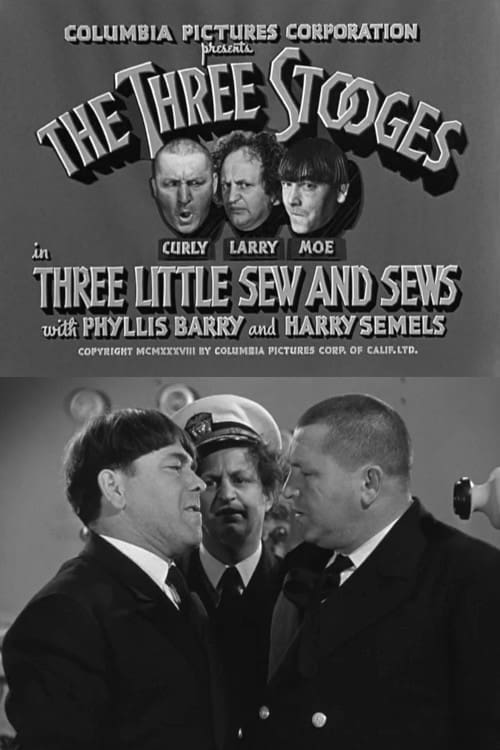 COLUMBIA PICTURES CORPORATION
presents
THE THREE STOOGES
CURLY LARRY MOE
in
THREE LITTLE SEW AND SEWS
with PHYLLIS BARRY and HARRY SEMELS
COPYRIGHT MCMXXXVIII BY COLUMBIA PICTURES CORP. OF CALIF. LTD.